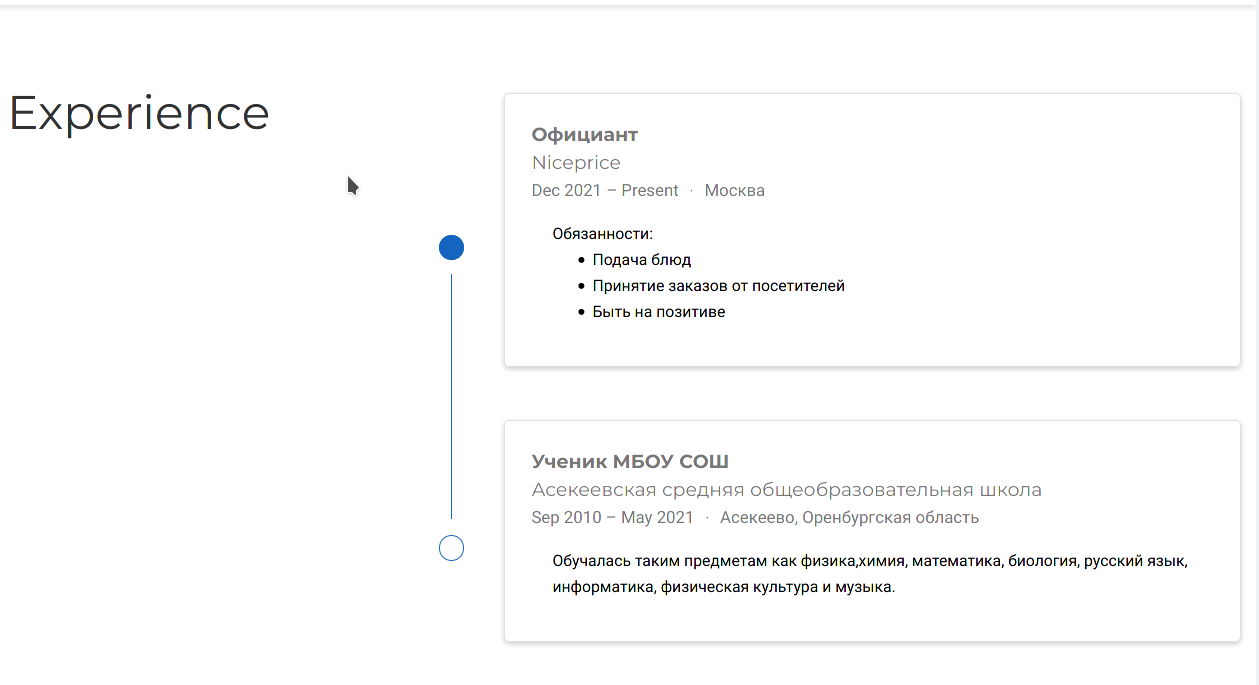 Experience
Официант
Niceprice
Dec 2021 – Present · Москва
Обязанности:
• Подача блюд
• Принятие заказов от посетителей
• Быть на позитиве
Ученик МБОУ СОШ
Асекеевская средняя общеобразовательная школа
Sep 2010 – May 2021 · Асекеево, Оренбургская область
Обучалась таким предметам как физика,химия, математика, биология, русский язык,
информатика, физическая культура и музыка.